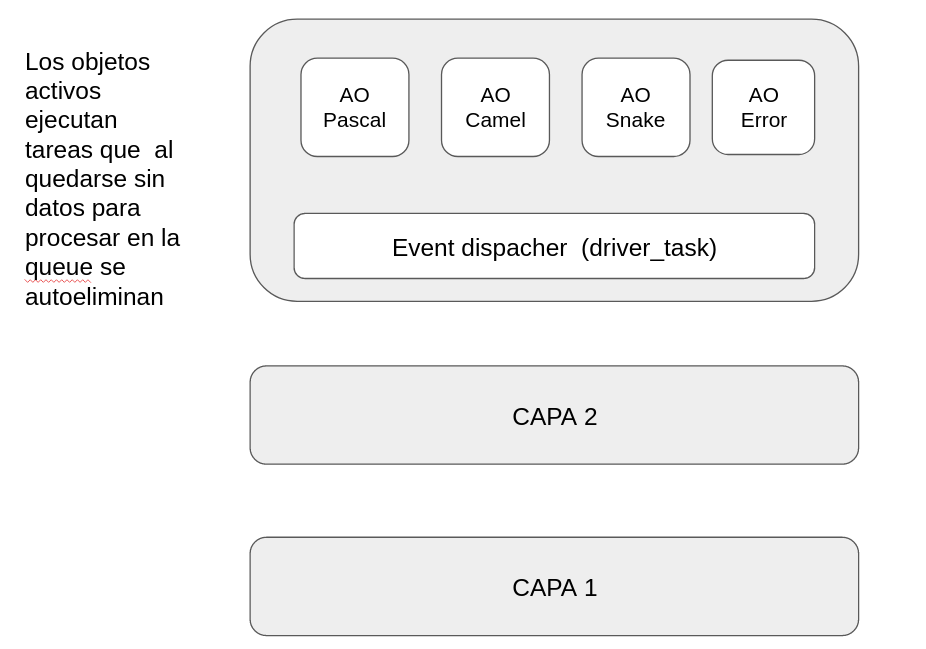 Los objetos
activos
ejecutan
tareas que  al
quedarse sin
datos para
procesar en la
queue se
autoeliminan
AO
Pascal
AO
Camel
AO
Snake
AO
Error
Event dispacher  (driver_task)
CAPA 2
CAPA 1